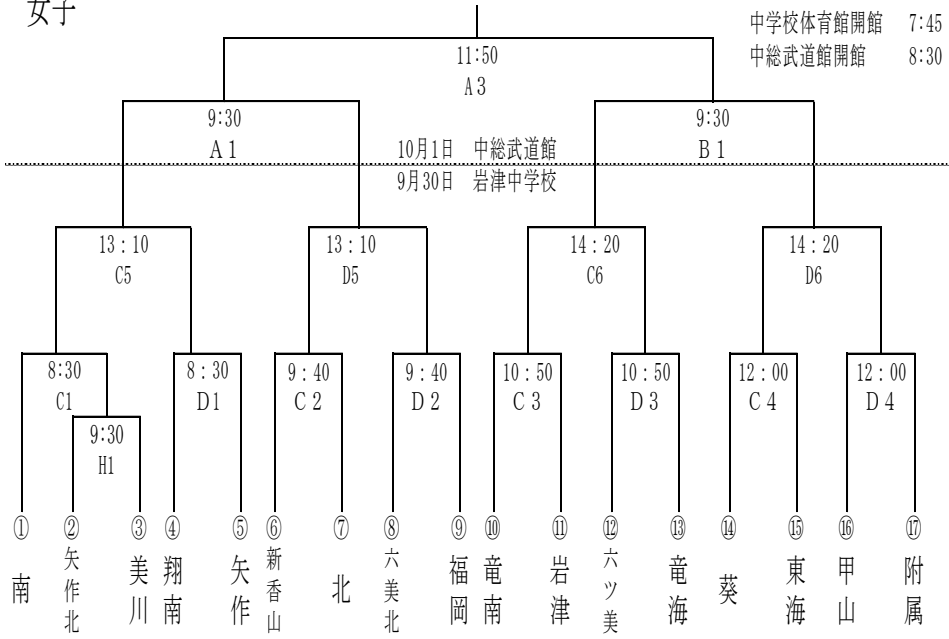 女子
中学校体育館開館 7:45
中総武道館開館 8:30
11:50
A3
9:30
A1
9:30
B1
10月1日 中総武道館
9月30日 岩津中学校
13:10
C5
13:10
D5
14:20
C6
14:20
D6
8:30
C1
8:30
D1
9:40
C2
9:40
D2
10:50
C3
10:50
D3
12:00
C4
12:00
D4
9:30
H1
① 南
② 矢作北
③ 美川
④ 翔南
⑤ 矢作
⑥ 新香山
⑦ 北
⑧ 六美北
⑨ 福岡
⑩ 竜南
⑪ 岩津
⑫ 六ツ美
⑬ 竜海
⑭ 葵
⑮ 東海
⑯ 甲山
⑰ 附属